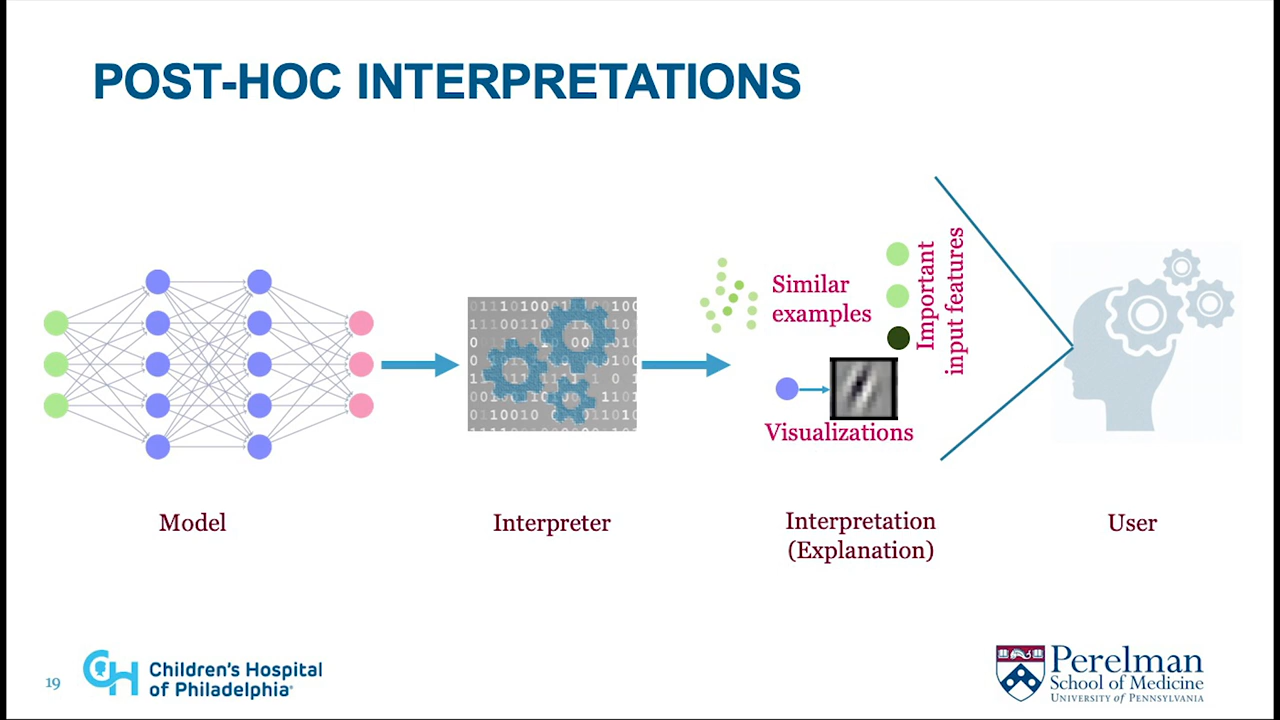 POST-HOC INTERPRETATIONS
Similar
examples
Important
input features
Visualizations
Model
Interpreter
Interpretation
(Explanation)
User
19
CH
Children's Hospital
of Philadelphia
Perelman
School of Medicine
UNIVERSITY of PENNSYLVANIA